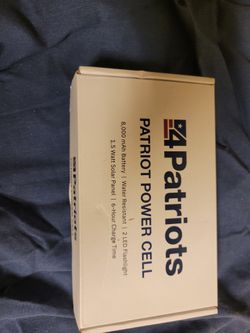 4Patriots
PATRIOT POWER CELL
8,000 mAh Battery | Water Resistant | 2 LED Flashlight
1.5 Watt Solar Panel | 6-Hour Charge Time
4Patriots